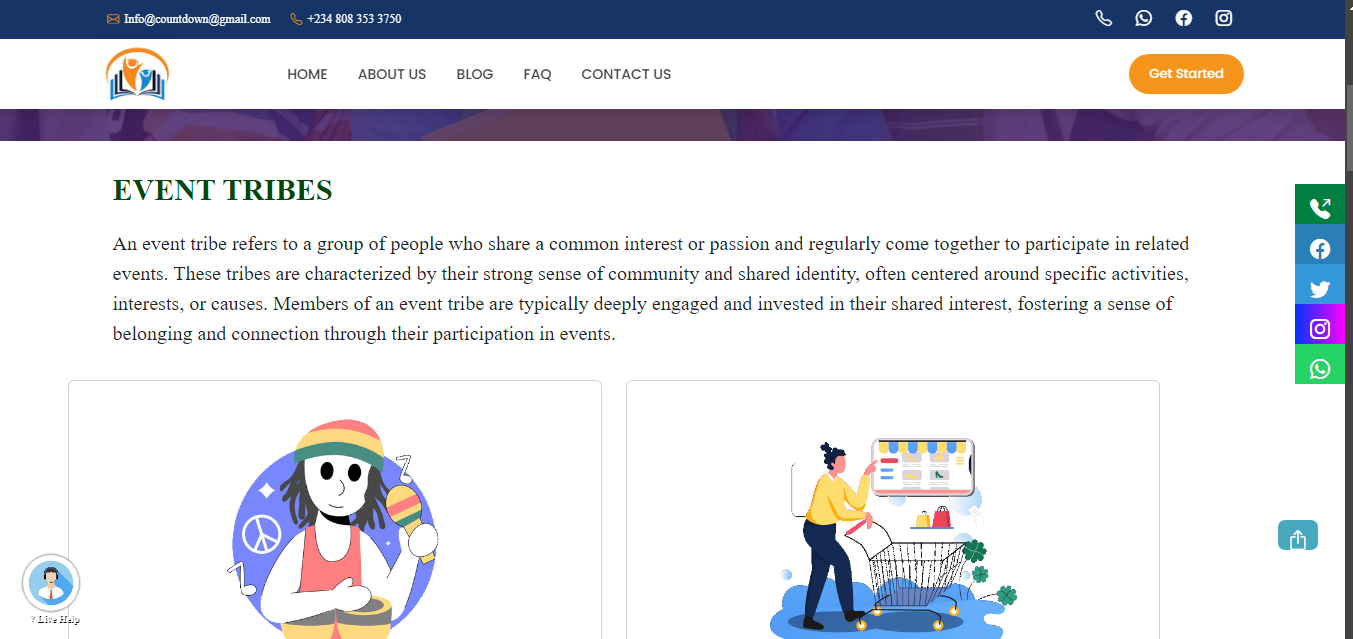 Info@countdown@gmail.com +234 808 353 3750
HOME ABOUT US BLOG FAQ CONTACT US Get Started
EVENT TRIBES
An event tribe refers to a group of people who share a common interest or passion and regularly come together to participate in related
events. These tribes are characterized by their strong sense of community and shared identity, often centered around specific activities,
interests, or causes. Members of an event tribe are typically deeply engaged and invested in their shared interest, fostering a sense of
belonging and connection through their participation in events.
? Live Help